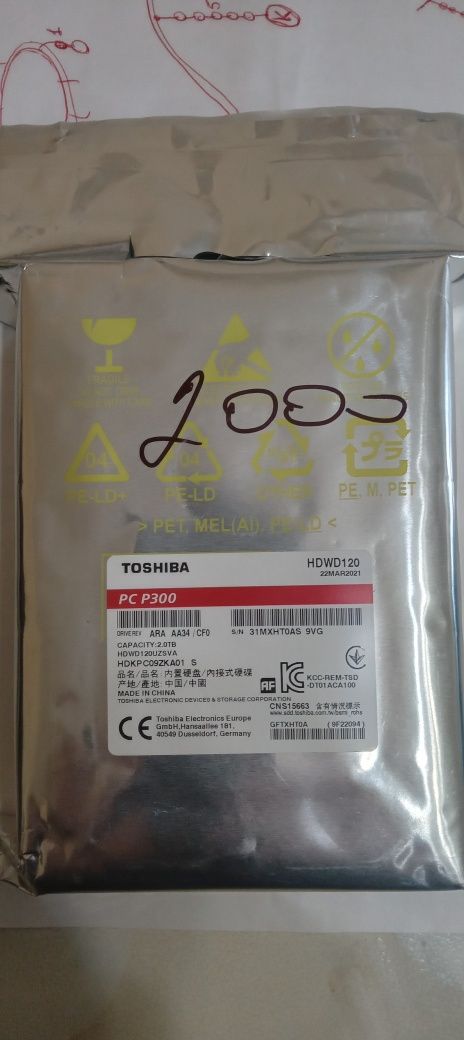 FRAGILE
2000
04
04
PE-LD+
PE-LD
OTHER
PE, M, PET
> PET, MEL(Al), PE-LD <
TOSHIBA
HDWD120
22MAR2021
PC P300
DRIVE REV ARA AA34 / CF0
S/N 31MXHT0AS 9VG
CAPACITY:2.0TB
HDWD120UZSVA
HDKPC09ZKA01 S
品名/品名: 内置硬盘/內接式硬碟
产地/產地: 中国/中國
MADE IN CHINA
TOSHIBA ELECTRONIC DEVICES & STORAGE CORPORATION
KCC-REM-TSD
-DT01ACA100
CNS15663 含有情況標示
www.sdd.toshiba.com.tw/bsmi_rohs
CE
Toshiba Electronics Europe
GmbH,Hansaallee 181,
40549 Dusseldorf, Germany
GFTXHT0A ( 9F22094 )